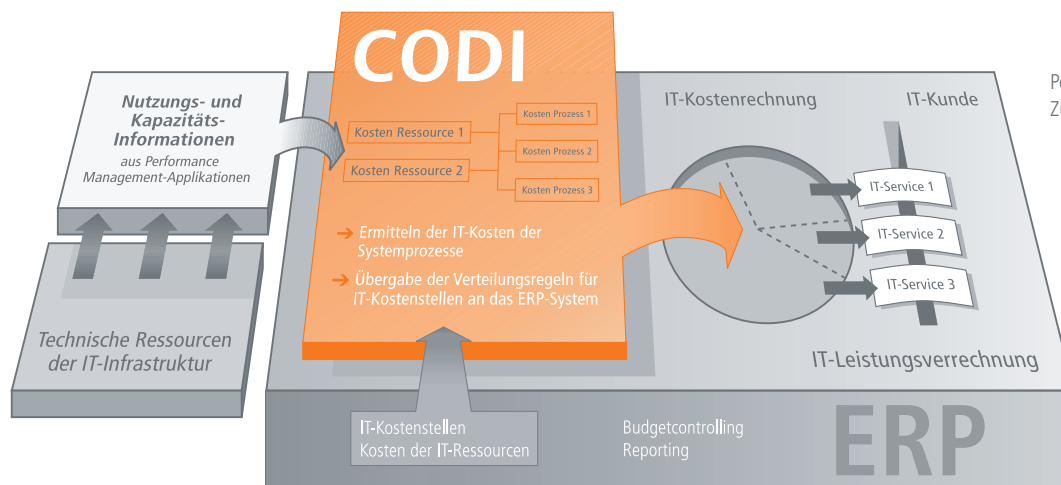 CODI
Nutzungs- und
Kapazitäts-
Informationen
aus Performance
Management-Applikationen
Technische Ressourcen
der IT-Infrastruktur
Kosten Ressource 1
Kosten Ressource 2
Kosten Prozess 1
Kosten Prozess 2
Kosten Prozess 3
➔ Ermitteln der IT-Kosten der
Systemprozesse
➔ Übergabe der Verteilungsregeln für
IT-Kostenstellen an das ERP-System
IT-Kostenrechnung
IT-Kunde
IT-Service 1
IT-Service 2
IT-Service 3
IT-Leistungsverrechnung
IT-Kostenstellen
Kosten der IT-Ressourcen
Budgetcontrolling
Reporting
ERP